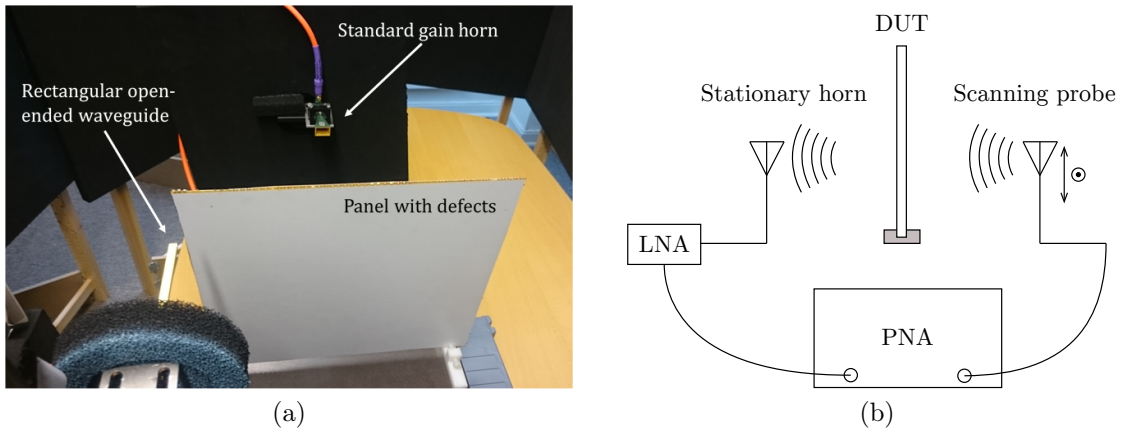 Standard gain horn
Rectangular open-
ended waveguide
Panel with defects
(a)
DUT
Stationary horn
Scanning probe
LNA
PNA
(b)